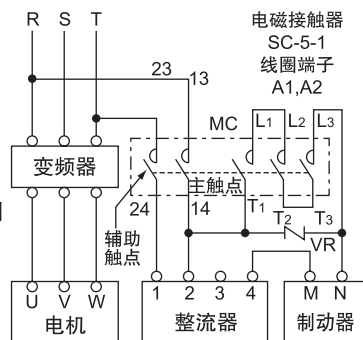 R S T
电磁接触器
SC-5-1
线圈端子
A1,A2
23
13
MC
L1 L2 L3
变频器
主触点
24
14
T1
T2
T3
辅助
触点
VR
U V W
1 2 3 4
M N
电机
整流器
制动器